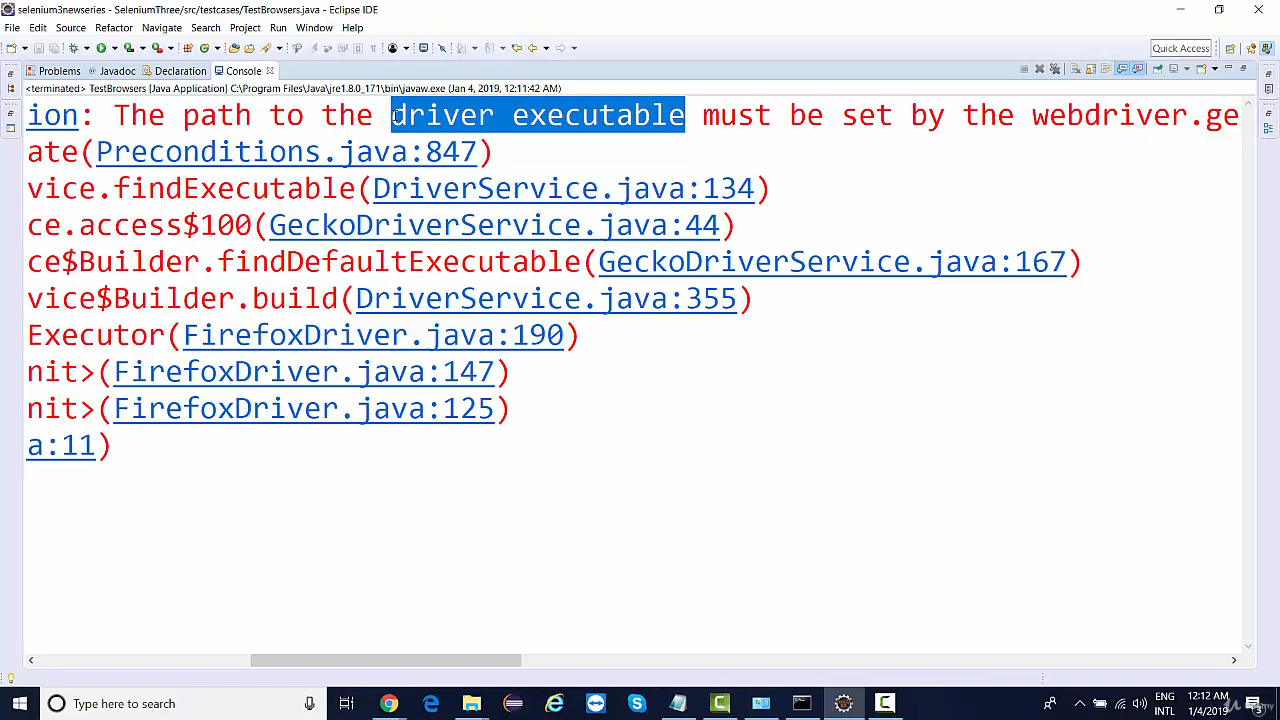 selenium3newseries - SeleniumThree/src/testcases/TestBrowsers.java - Eclipse IDE
File Edit Source Refactor Navigate Search Project Run Window Help
Quick Access
Problems Javadoc Declaration Console
<terminated> TestBrowsers [Java Application] C:\Program Files\Java\jre1.8.0_171\bin\javaw.exe (Jan 4, 2019, 12:11:42 AM)
ion: The path to the driver executable must be set by the webdriver.ge
ate(Preconditions.java:847)
vice.findExecutable(DriverService.java:134)
ce.access$100(GeckoDriverService.java:44)
ce$Builder.findDefaultExecutable(GeckoDriverService.java:167)
vice$Builder.build(DriverService.java:355)
Executor(FirefoxDriver.java:190)
nit>(FirefoxDriver.java:147)
nit>(FirefoxDriver.java:125)
a:11)
Type here to search
ENG
INTL
12:12 AM
1/4/2019